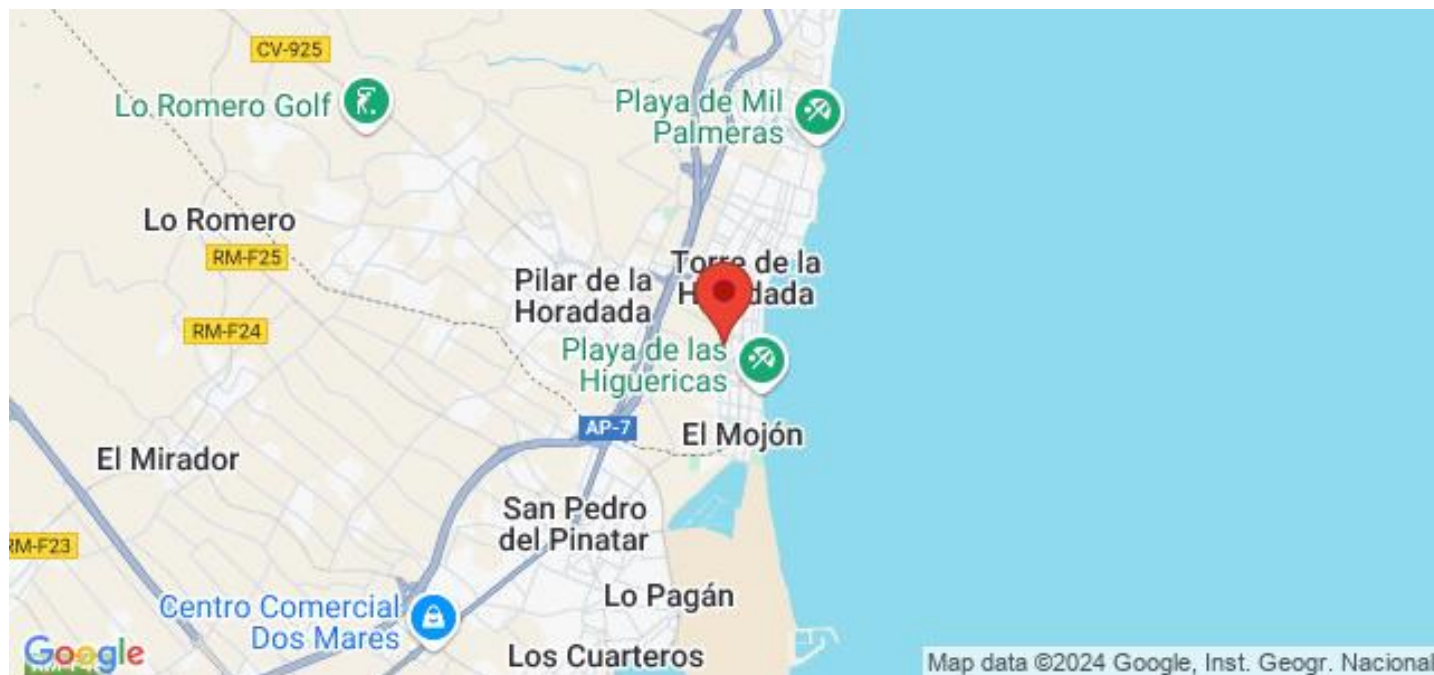 CV-925
Lo Romero Golf
Playa de Mil
Palmeras
Lo Romero
RM-F25
Torre de la
Horadada
Pilar de la
Horadada
RM-F24
Playa de las
Higuericas
AP-7
El Mojón
El Mirador
San Pedro
del Pinatar
RM-F23
Centro Comercial
Dos Mares
Lo Pagán
Los Cuarteros
Google
Map data ©2024 Google, Inst. Geogr. Nacional